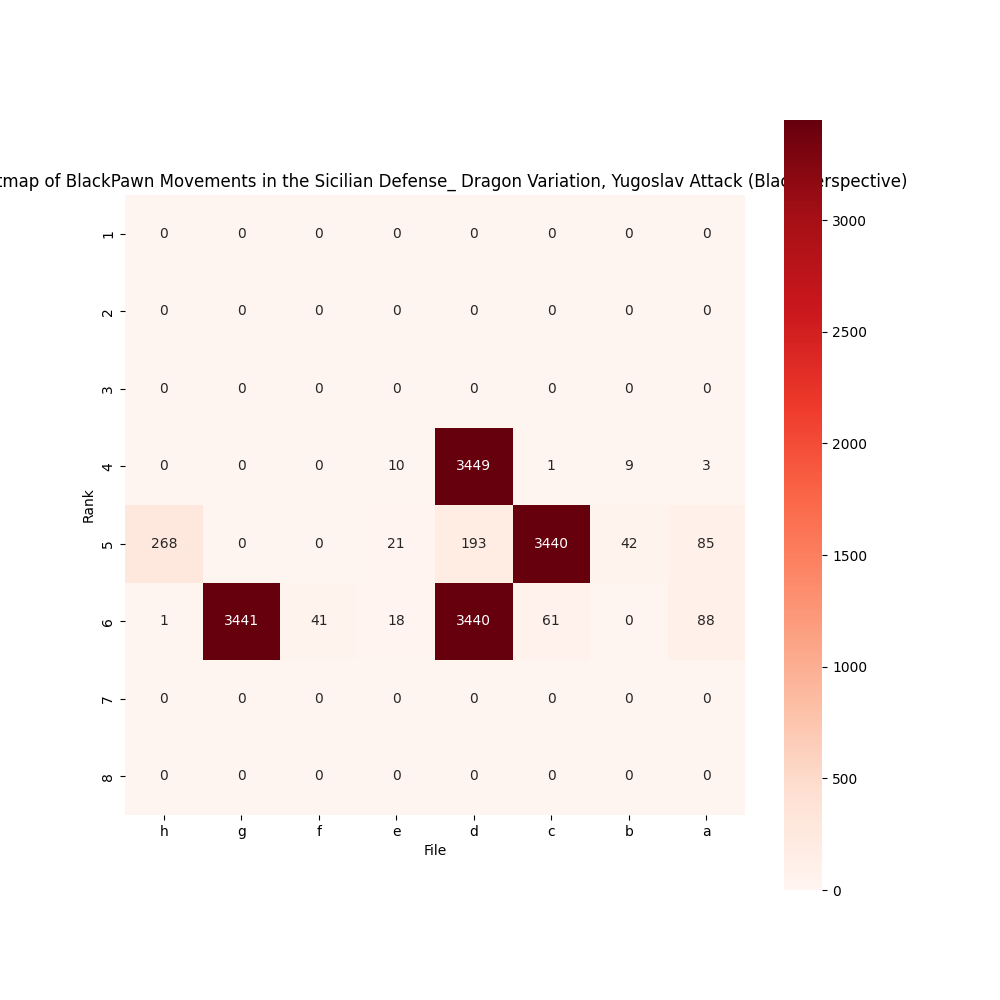 tmap of BlackPawn Movements in the Sicilian Defense_ Dragon Variation, Yugoslav Attack (Blac erspective)
1 0 0 0 0 0 0 0 0
2 0 0 0 0 0 0 0 0
3 0 0 0 0 0 0 0 0
4 0 0 0 10 3449 1 9 3
Rank
5 268 0 0 21 193 3440 42 85
6 1 3441 41 18 3440 61 0 88
7 0 0 0 0 0 0 0 0
8 0 0 0 0 0 0 0 0
h g f e d c b a
File
3000
2500
2000
1500
1000
500
0